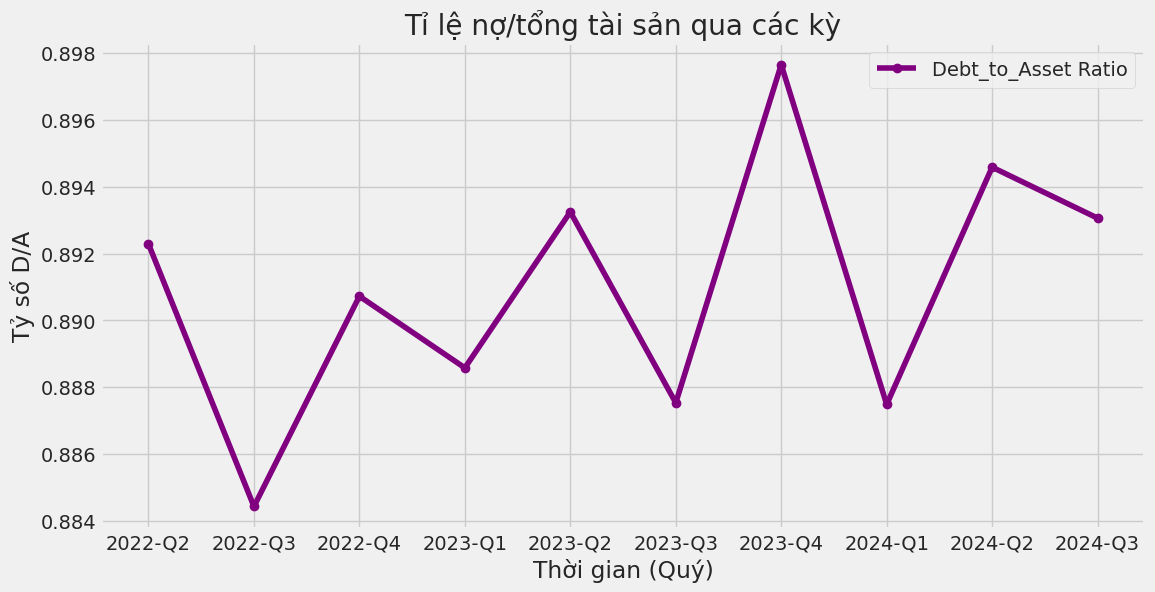 Tỉ lệ nợ/tổng tài sản qua các kỳ
Debt_to_Asset Ratio
Tỷ số D/A
0.898
0.896
0.894
0.892
0.890
0.888
0.886
0.884
2022-Q2 2022-Q3 2022-Q4 2023-Q1 2023-Q2 2023-Q3 2023-Q4 2024-Q1 2024-Q2 2024-Q3
Thời gian (Quý)